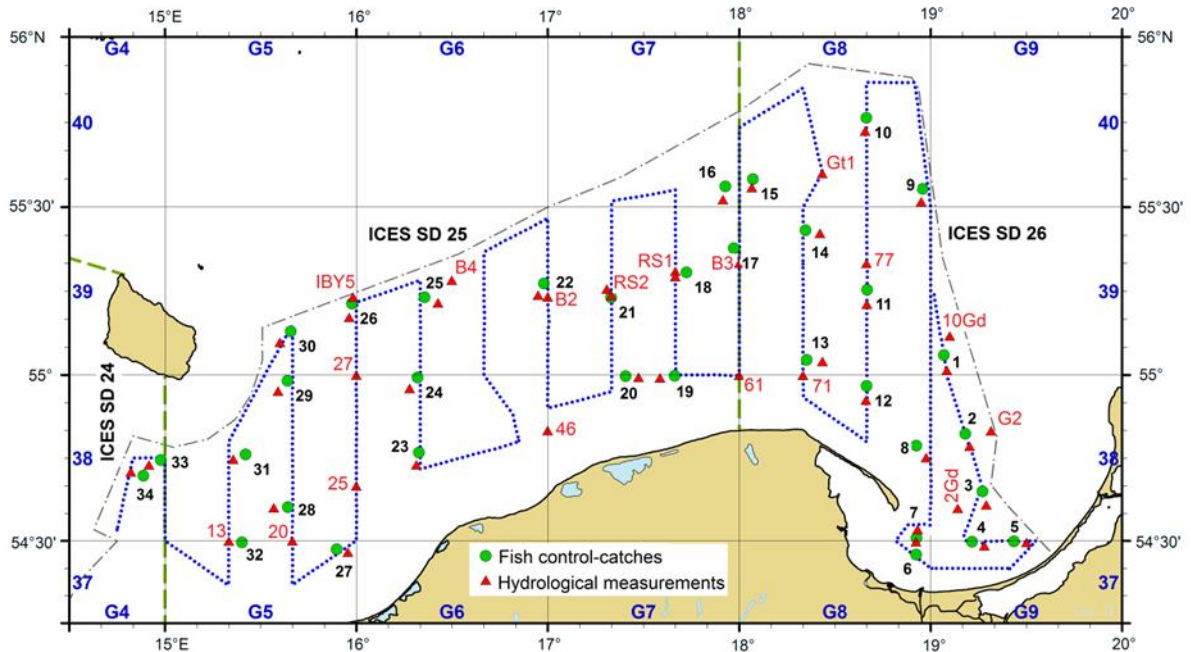 15°E 16° 17° 18° 19° 20°
56°N G4 G5 G6 G7 G8 G9 56°N
40 10 40
16 15 Gt1 9
55°30' 55°30'
ICES SD 25 14 ICES SD 26
B4 RS1 B3 17 77
IBY5 25 22 RS2 18
39 26 B2 21 11 39
30 10Gd
27 13 1
55° 55°
29 24 20 19 61 71 12
ICES SD 24
46 2 G2
31 23 8
38 33 38
34 25 3
28 2Gd
7
13 20 4 5
54°30' 32 54°30'
27 6
Fish control-catches
37 Hydrological measurements 37
G4 G5 G6 G7 G8 G9
15°E 16° 17° 18° 19° 20°